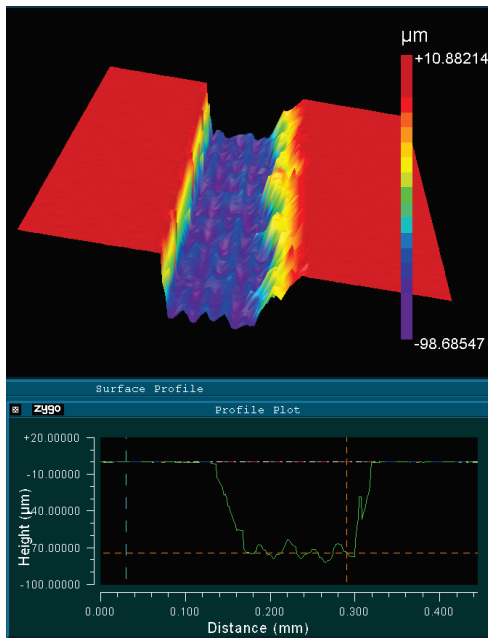 µm
+10.88214
-98.68547
Surface Profile
zygo
Profile Plot
+20.00000
-10.00000
-40.00000
-70.00000
-100.00000
Height (µm)
0.000
0.100
0.200
0.300
0.400
Distance (mm)